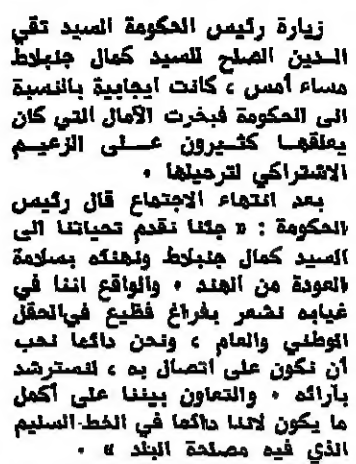 زيارة رئيس الحكومة السيد تقي
الدين الصلح للسيد كمال جنبلاط
مساء أمس ، كانت ايجابية بالنسبة
الى الحكومة فبخرت الآمال التي كان
يعلقها كثيرون على الزعيم
الاشتراكي لترحيلها .
بعد انتهاء الاجتماع قال رئيس
الحكومة : « جئنا نقدم تحياتنا الى
السيد كمال جنبلاط ونهنئه بسلامة
العودة من الهند . والواقع اننا في
غيابه نشعر بفراغ فظيع في الحقل
الوطني والعام ، ونحن دائما نحب
أن نكون على اتصال به ، لنسترشد
بآرائه . والتعاون بيننا على أكمل
ما يكون لاننا دائما في الخط السليم
الذي فيه مصلحة البلد » .